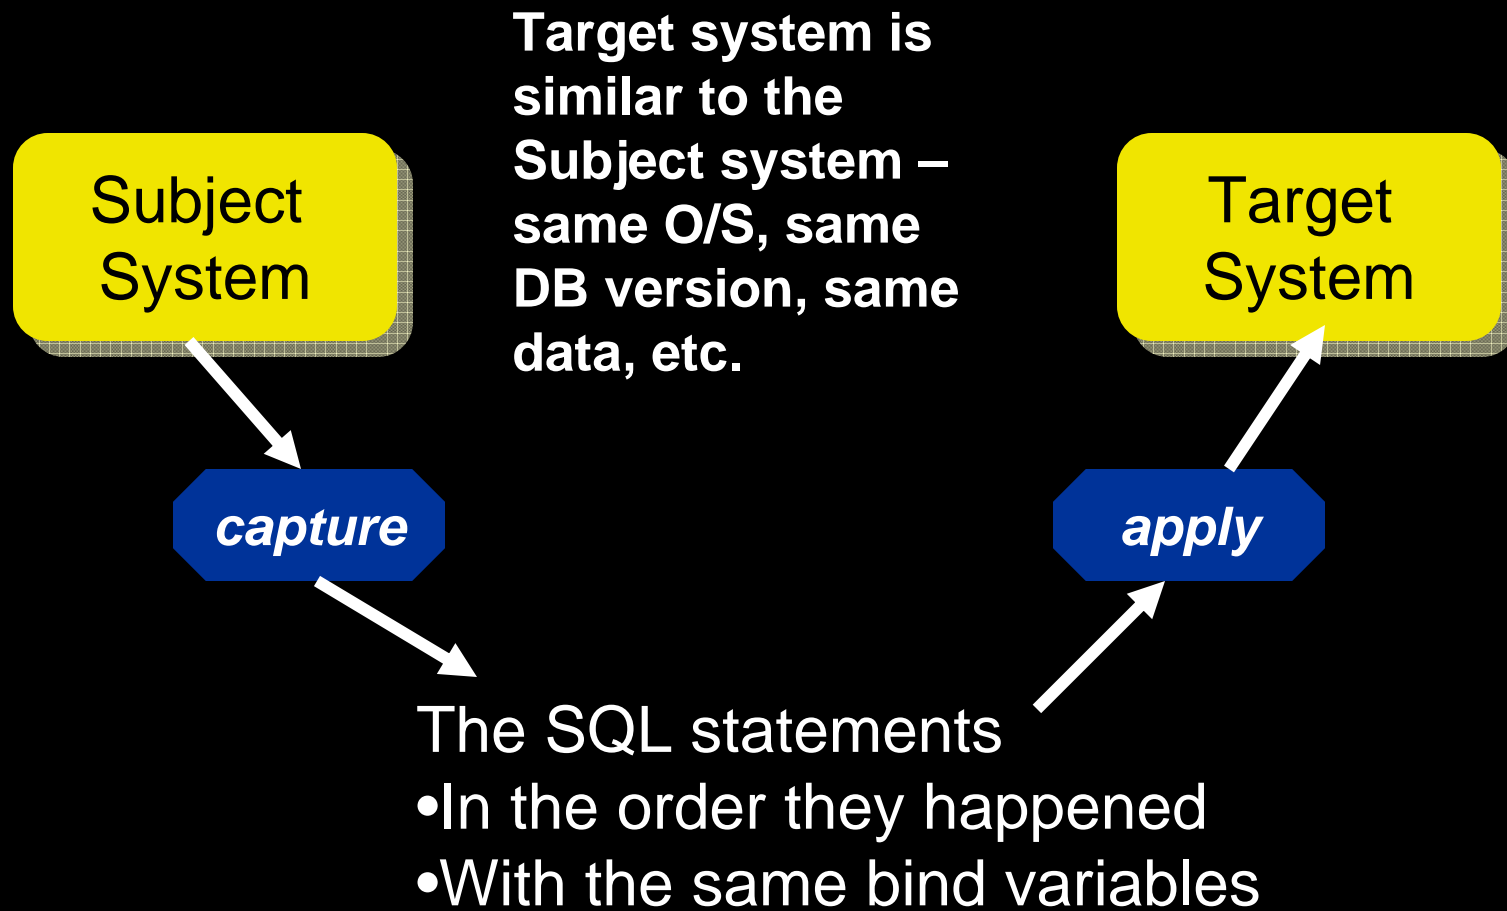 Target system is
similar to the
Subject system –
same O/S, same
DB version, same
data, etc.
Subject
System
Target
System
capture
apply
The SQL statements
•In the order they happened
•With the same bind variables